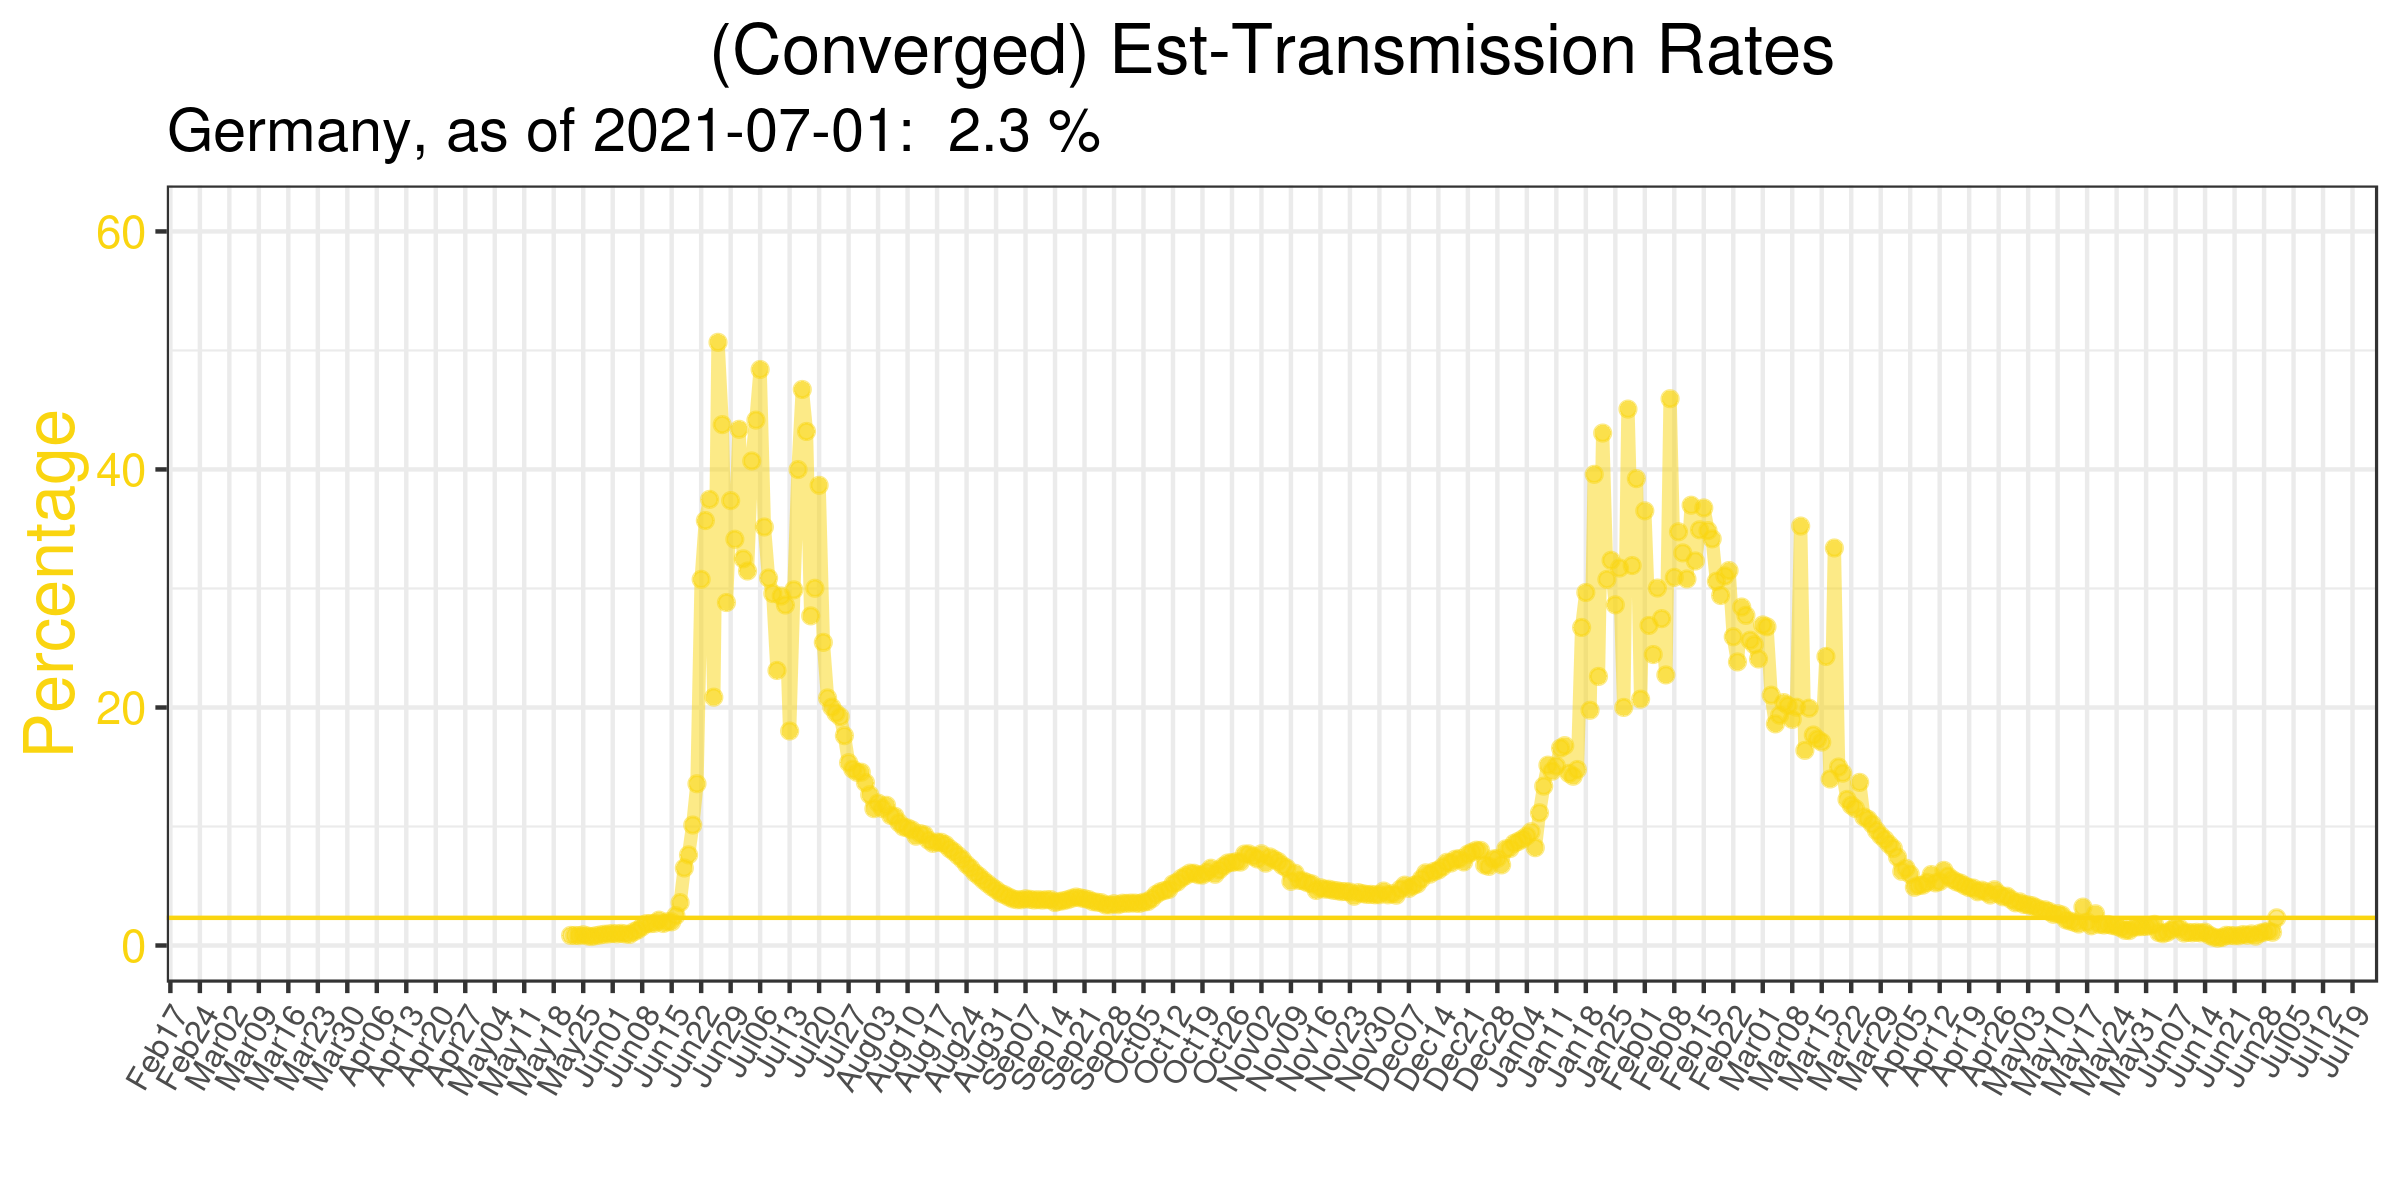 (Converged) Est-Transmission Rates
Germany, as of 2021-07-01:  2.3 %
Percentage
60
40
20
0
Feb17
Feb24
Mar02
Mar09
Mar16
Mar23
Mar30
Apr06
Apr13
Apr20
Apr27
May04
May11
May18
May25
Jun01
Jun08
Jun15
Jun22
Jun29
Jul06
Jul13
Jul20
Jul27
Aug03
Aug10
Aug17
Aug24
Aug31
Sep07
Sep14
Sep21
Sep28
Oct05
Oct12
Oct19
Oct26
Nov02
Nov09
Nov16
Nov23
Nov30
Dec07
Dec14
Dec21
Dec28
Jan04
Jan11
Jan18
Jan25
Feb01
Feb08
Feb15
Feb22
Mar01
Mar08
Mar15
Mar22
Mar29
Apr05
Apr12
Apr19
Apr26
May03
May10
May17
May24
May31
Jun07
Jun14
Jun21
Jun28
Jul05
Jul12
Jul19